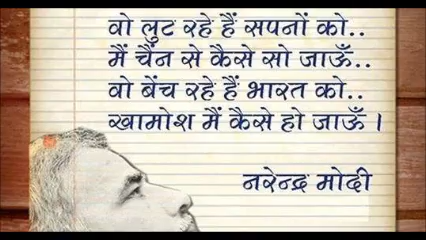 वो लुट रहे हैं सपनों को..
मैं चैंन से कैसे सो जाऊँ..
वो बेंच रहे हैं भारत को..
खामोश मैं कैसे हो जाऊँ ।
नरेन्द्र मोदी